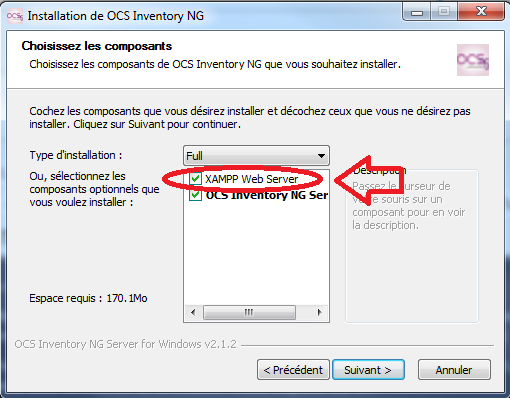 Installation de OCS Inventory NG
Choisissez les composants
Choisissez les composants de OCS Inventory NG que vous souhaitez installer.
OCS
Cochez les composants que vous désirez installer et décochez ceux que vous ne désirez pas
installer. Cliquez sur Suivant pour continuer.
Type d'installation :
Full
Ou, sélectionnez les
composants optionnels que
vous voulez installer :
XAMPP Web Server
OCS Inventory NG Ser
Description
Passez le curseur de
votre souris sur un
composant pour en voir
la description.
Espace requis : 170.1Mo
OCS Inventory NG Server for Windows v2.1.2
< Précédent
Suivant >
Annuler